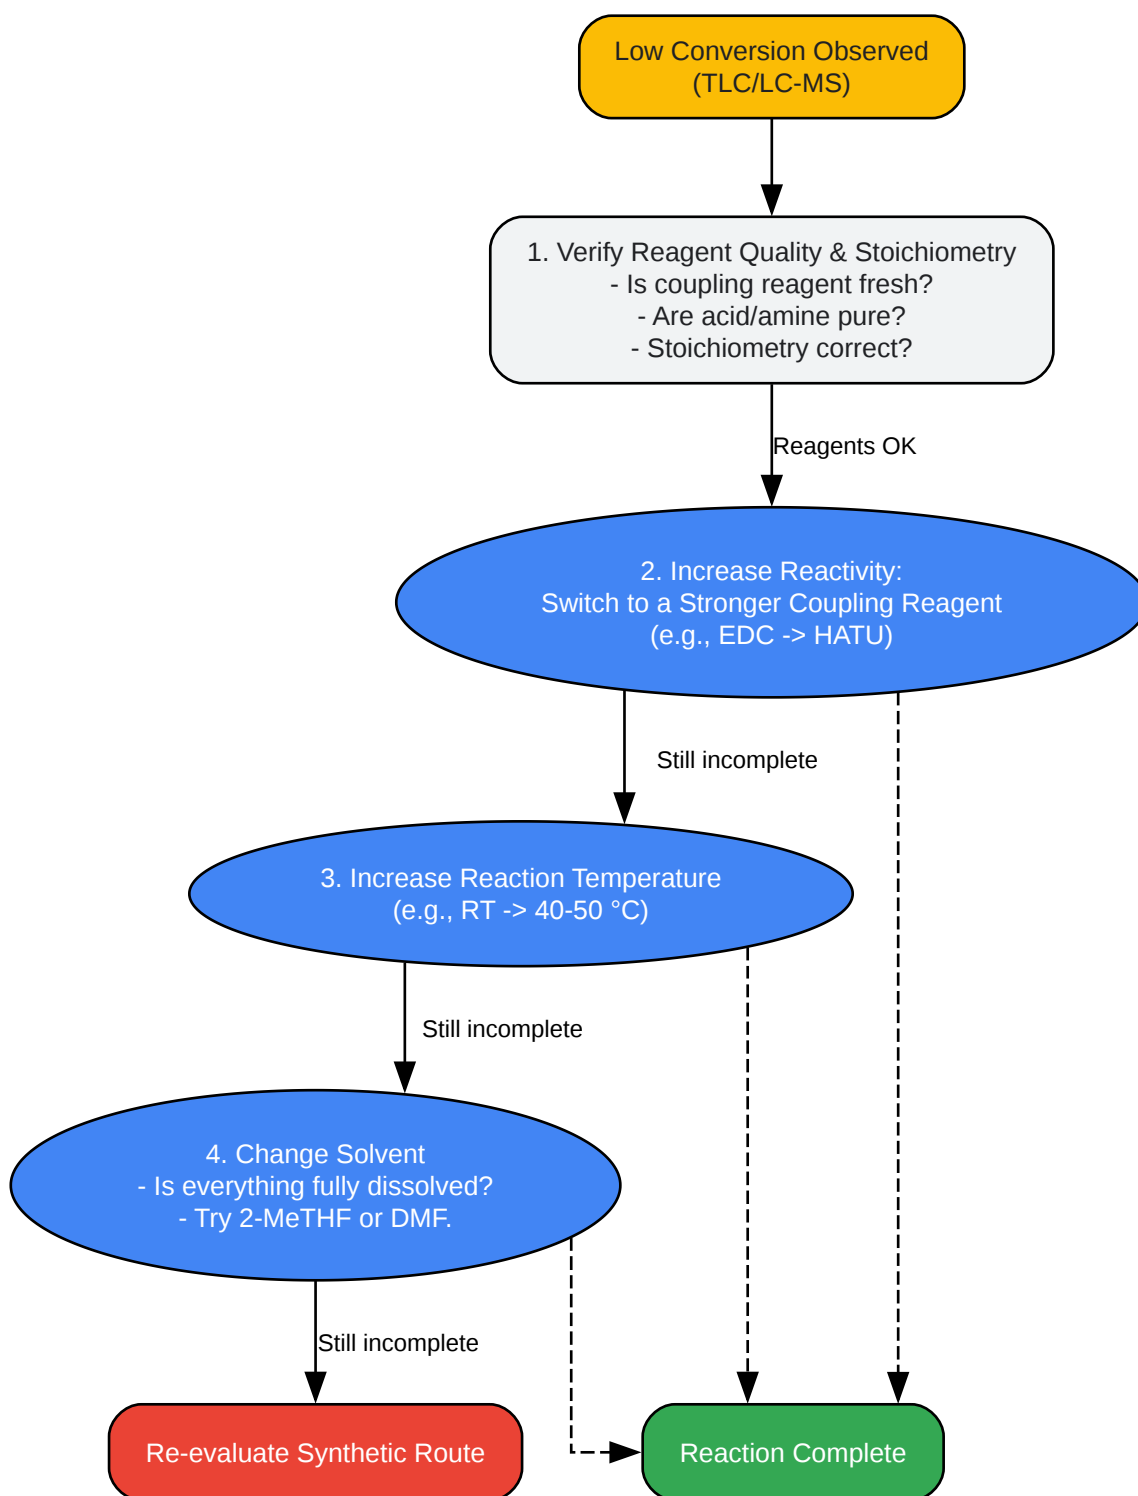 Low Conversion Observed
(TLC/LC-MS)
1. Verify Reagent Quality & Stoichiometry
- Is coupling reagent fresh?
- Are acid/amine pure?
- Stoichiometry correct?
Reagents OK
2. Increase Reactivity:
Switch to a Stronger Coupling Reagent
(e.g., EDC -> HATU)
Still incomplete
3. Increase Reaction Temperature
(e.g., RT -> 40-50 °C)
Still incomplete
4. Change Solvent
- Is everything fully dissolved?
- Try 2-MeTHF or DMF.
Still incomplete
Re-evaluate Synthetic Route
Reaction Complete